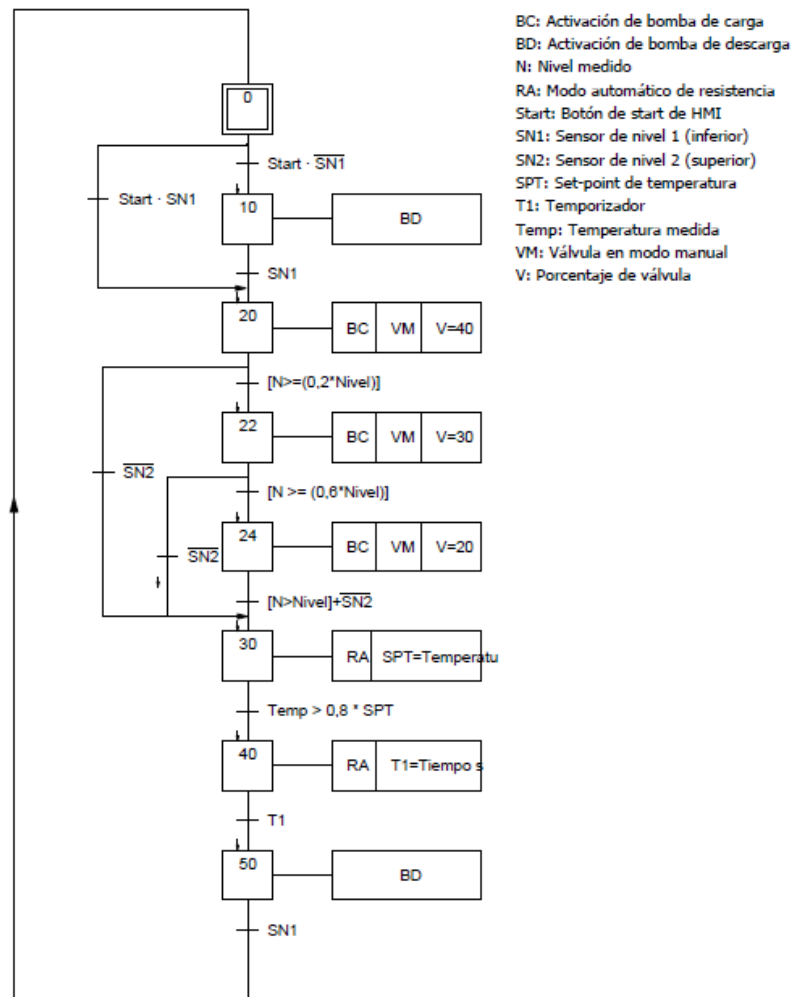 0
Start · S̅N̅1̅
Start · SN1
10
BD
SN1
20
BC VM V=40
[N>=(0,2*Nivel)]
22
BC VM V=30
S̅N̅2̅
[N >= (0,6*Nivel)]
24
BC VM V=20
S̅N̅2̅
[N>Nivel]+S̅N̅2̅
30
RA SPT=Temperatu
Temp > 0,8 * SPT
40
RA T1=Tiempo s
T1
50
BD
SN1
BC: Activación de bomba de carga
BD: Activación de bomba de descarga
N: Nivel medido
RA: Modo automático de resistencia
Start: Botón de start de HMI
SN1: Sensor de nivel 1 (inferior)
SN2: Sensor de nivel 2 (superior)
SPT: Set-point de temperatura
T1: Temporizador
Temp: Temperatura medida
VM: Válvula en modo manual
V: Porcentaje de válvula